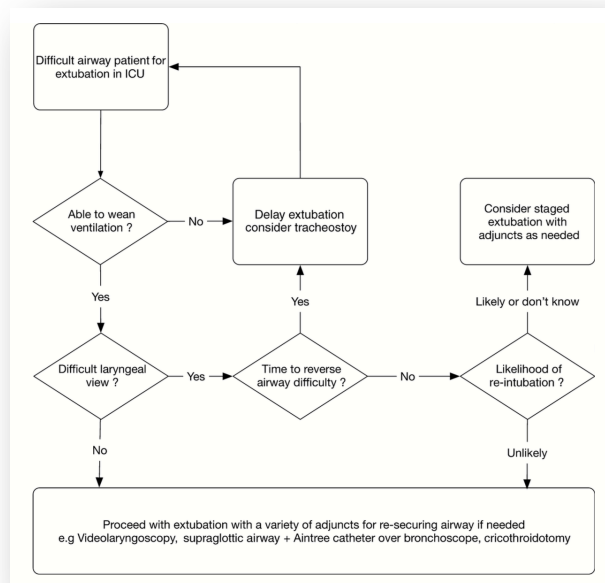 Difficult airway patient for
extubation in ICU
Able to wean
ventilation ?
No
Delay extubation
consider tracheostoy
Consider staged
extubation with
adjuncts as needed
Yes
Yes
Likely or don't know
Difficult laryngeal
view ?
Yes
Time to reverse
airway difficulty ?
No
Likelihood of
re-intubation ?
No
Unlikely
Proceed with extubation with a variety of adjuncts for re-securing airway if needed
e.g Videolaryngoscopy, supraglottic airway + Aintree catheter over bronchoscope, cricothroidotomy